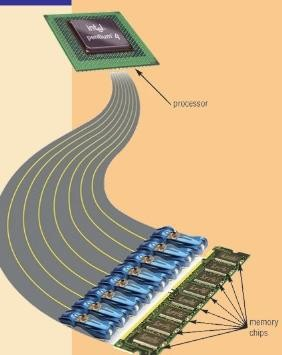 intel
pentium 4
processor
memory
chips